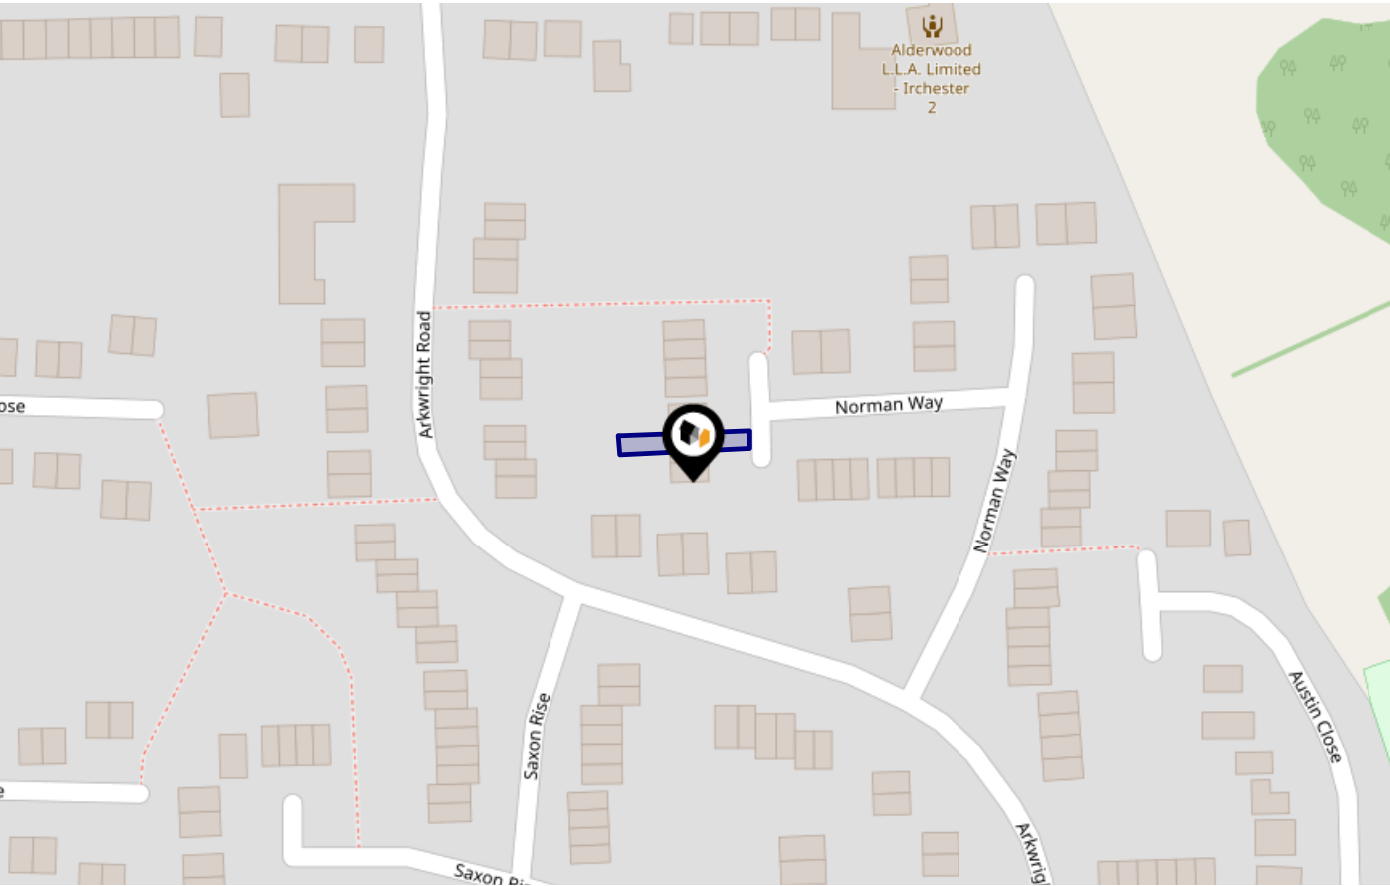 Alderwood
L.L.A. Limited
- Irchester
2
Arkwright Road
ose
Norman Way
Norman Way
Saxon Rise
Austin Close
e
Arkwrig
Saxon Ri